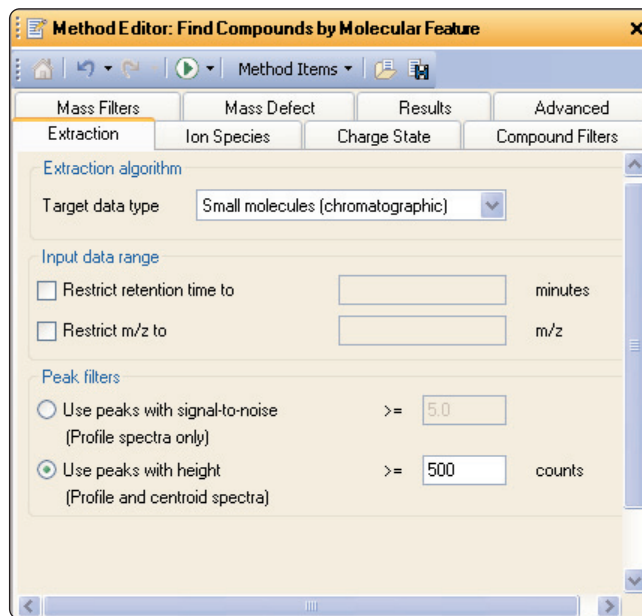 Method Editor: Find Compounds by Molecular Feature
Method Items
Mass Filters Mass Defect Results Advanced
Extraction Ion Species Charge State Compound Filters
Extraction algorithm
Target data type Small molecules (chromatographic)
Input data range
Restrict retention time to minutes
Restrict m/z to m/z
Peak filters
Use peaks with signal-to-noise >= 5.0
(Profile spectra only)
Use peaks with height >= 500 counts
(Profile and centroid spectra)